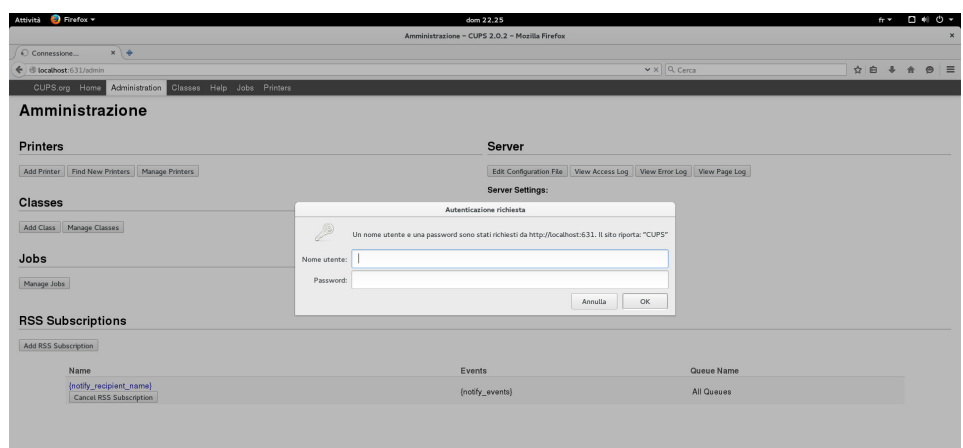 Attività Firefox dom 22.25 fr
Amministrazione - CUPS 2.0.2 - Mozilla Firefox
Connessione...
localhost:631/admin Cerca
CUPS.org Home Administration Classes Help Jobs Printers
Amministrazione
Printers
Add Printer Find New Printers Manage Printers
Server
Edit Configuration File View Access Log View Error Log View Page Log
Server Settings:
Classes
Add Class Manage Classes
Autenticazione richiesta
Un nome utente e una password sono stati richiesti da http://localhost:631. Il sito riporta: "CUPS"
Nome utente:
Password:
Annulla OK
Jobs
Manage Jobs
RSS Subscriptions
Add RSS Subscription
Name Events Queue Name
{notify_recipient_name} {notify_events} All Queues
Cancel RSS Subscription